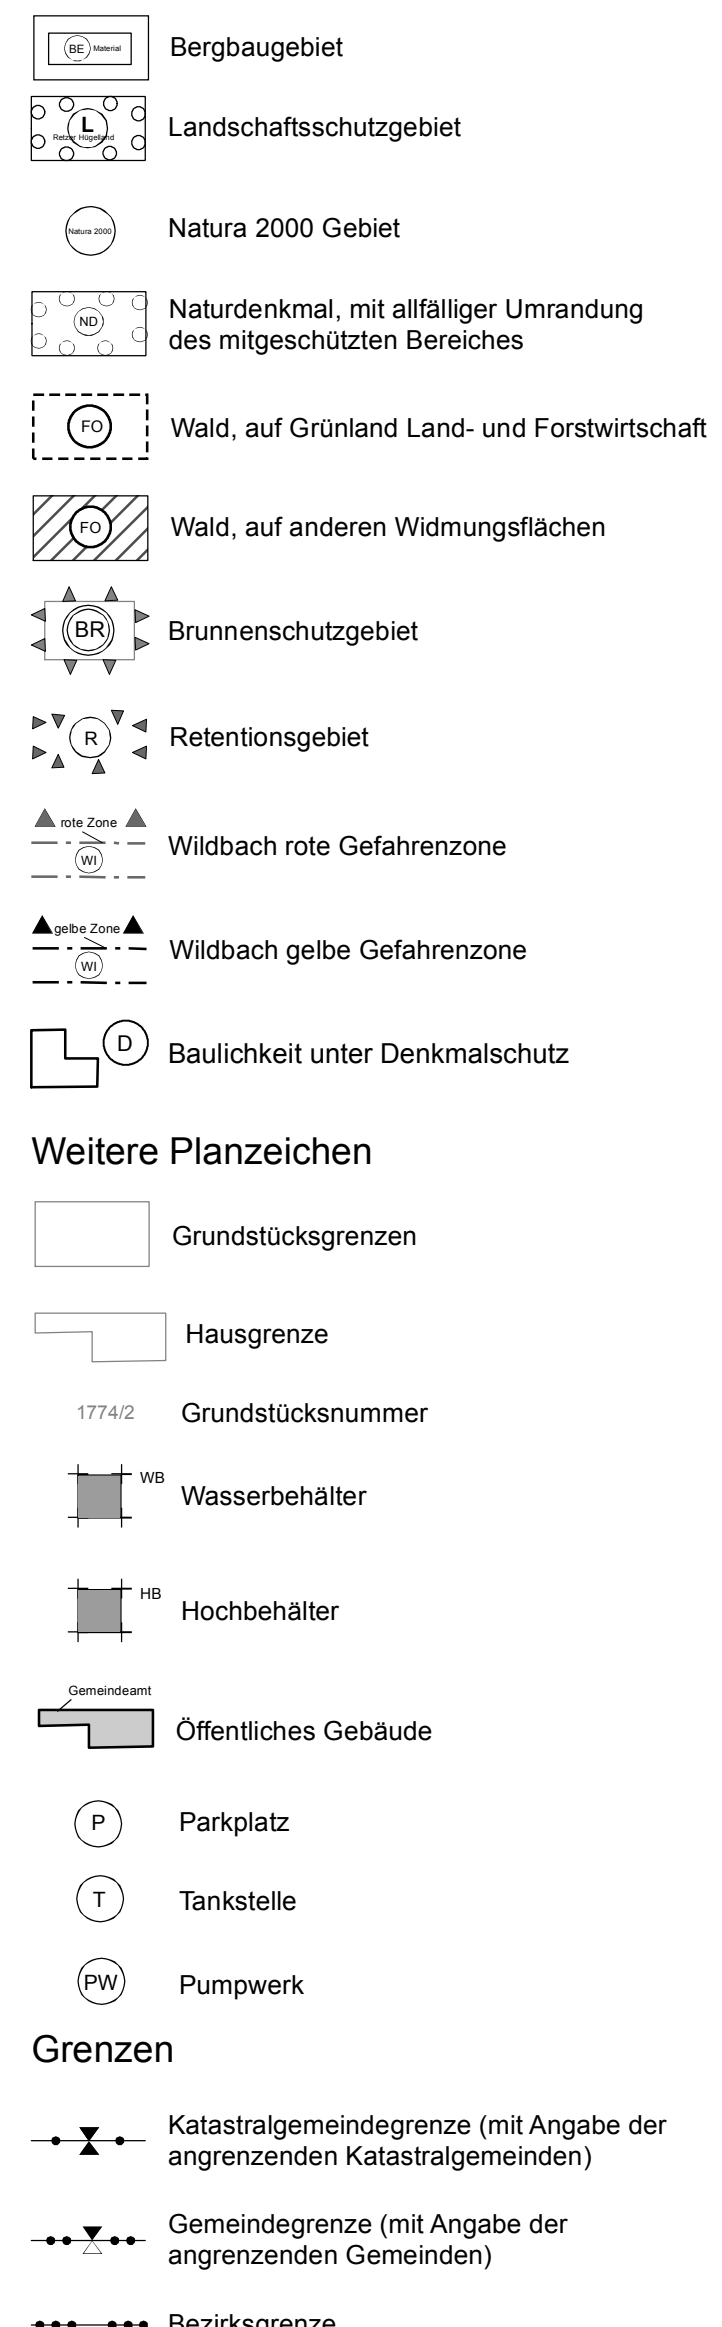 BE Material Bergbaugebiet
L
Retzer Hügelland
Landschaftsschutzgebiet
Natura 2000 Natura 2000 Gebiet
ND
Naturdenkmal, mit allfälliger Umrandung
des mitgeschützten Bereiches
FO Wald, auf Grünland Land- und Forstwirtschaft
FO Wald, auf anderen Widmungsflächen
BR Brunnenschutzgebiet
R Retentionsgebiet
rote Zone
WI
Wildbach rote Gefahrenzone
gelbe Zone
WI
Wildbach gelbe Gefahrenzone
D
Baulichkeit unter Denkmalschutz
Weitere Planzeichen
Grundstücksgrenzen
Hausgrenze
1774/2 Grundstücksnummer
WB
Wasserbehälter
HB
Hochbehälter
Gemeindeamt
Öffentliches Gebäude
P Parkplatz
T Tankstelle
PW Pumpwerk
Grenzen
Katastralgemeindegrenze (mit Angabe der
angrenzenden Katastralgemeinden)
Gemeindegrenze (mit Angabe der
angrenzenden Gemeinden)
Bezirksgrenze